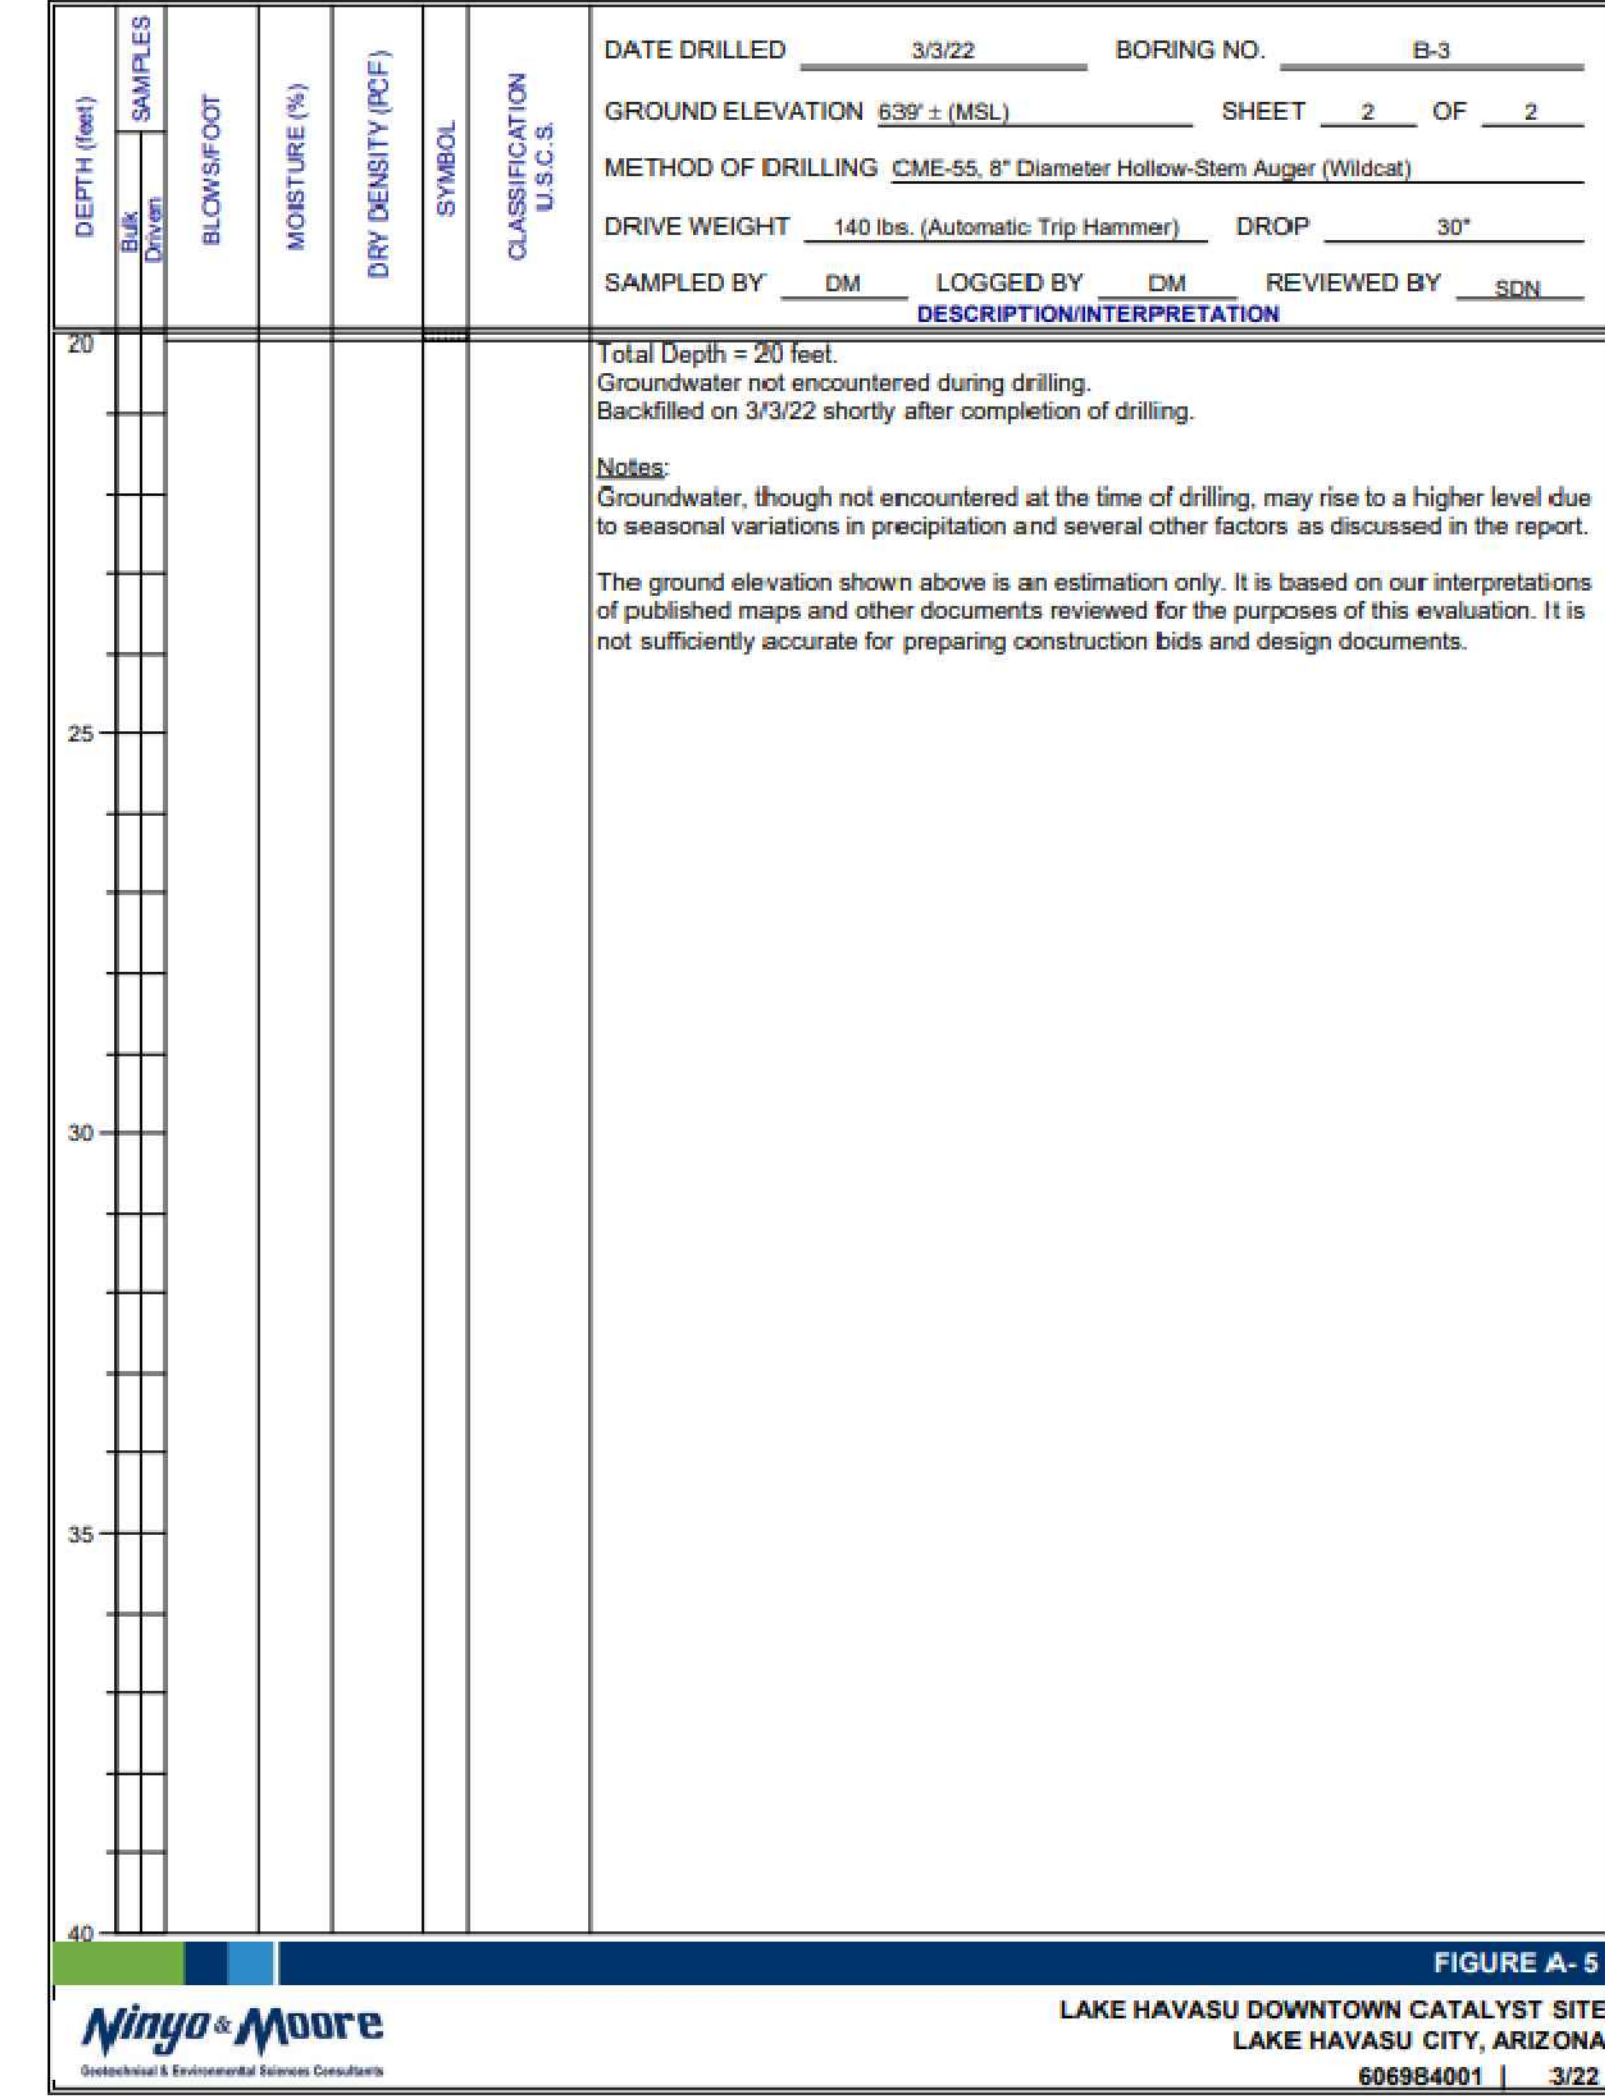 DEPTH (feet)
SAMPLES
Bulk
Driven
BLOWS/FOOT
MOISTURE (%)
DRY DENSITY (PCF)
SYMBOL
CLASSIFICATION
U.S.C.S.
DATE DRILLED 3/3/22 BORING NO. B-3
GROUND ELEVATION 639' ± (MSL) SHEET 2 OF 2
METHOD OF DRILLING CME-55, 8" Diameter Hollow-Stem Auger (Wildcat)
DRIVE WEIGHT 140 lbs. (Automatic Trip Hammer) DROP 30"
SAMPLED BY DM LOGGED BY DM REVIEWED BY SDN
DESCRIPTION/INTERPRETATION
20
Total Depth = 20 feet.
Groundwater not encountered during drilling.
Backfilled on 3/3/22 shortly after completion of drilling.
Notes:
Groundwater, though not encountered at the time of drilling, may rise to a higher level due
to seasonal variations in precipitation and several other factors as discussed in the report.
The ground elevation shown above is an estimation only. It is based on our interpretations
of published maps and other documents reviewed for the purposes of this evaluation. It is
not sufficiently accurate for preparing construction bids and design documents.
25
30
35
40
FIGURE A- 5
Ninyo & Moore
Geotechnical & Environmental Sciences Consultants
LAKE HAVASU DOWNTOWN CATALYST SITE
LAKE HAVASU CITY, ARIZONA
606984001 | 3/22